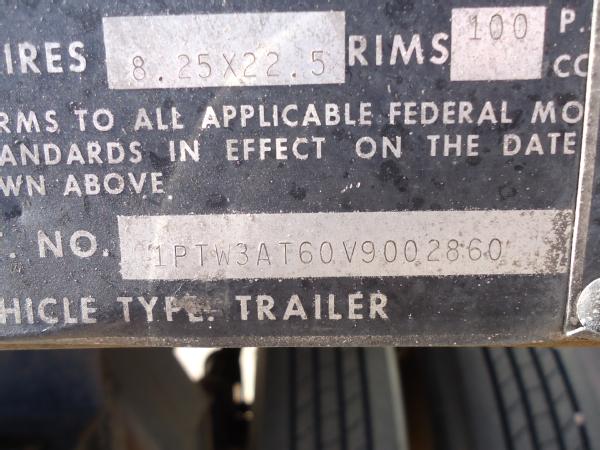 IRES 8.25X22.5 RIMS 100 P.
CC
RMS TO ALL APPLICABLE FEDERAL MO
ANDARDS IN EFFECT ON THE DATE
WN ABOVE
. NO. 1PTW3AT60V9002860
HICLE TYPE: TRAILER